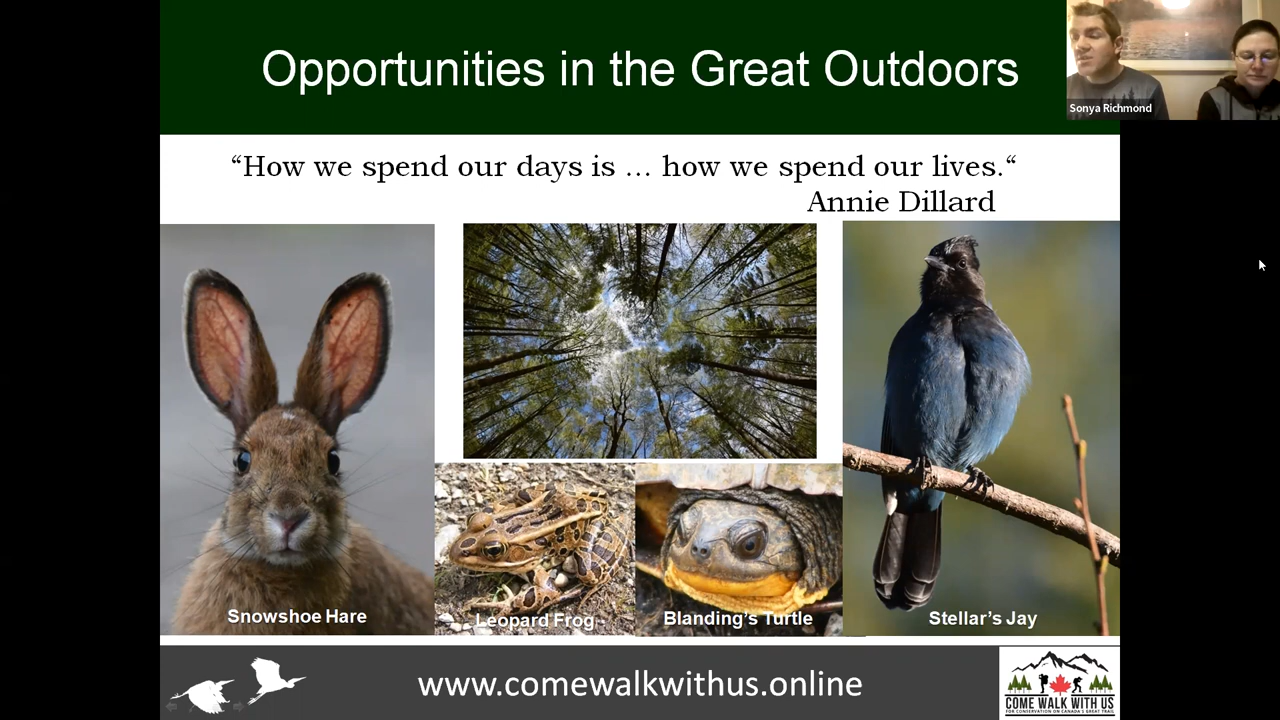 Opportunities in the Great Outdoors
Sonya Richmond
“How we spend our days is ... how we spend our lives.“
Annie Dillard
Snowshoe Hare
Leopard Frog
Blanding's Turtle
Stellar's Jay
www.comewalkwithus.online
COME WALK WITH US
FOR CONSERVATION ON CANADA'S GREAT TRAIL